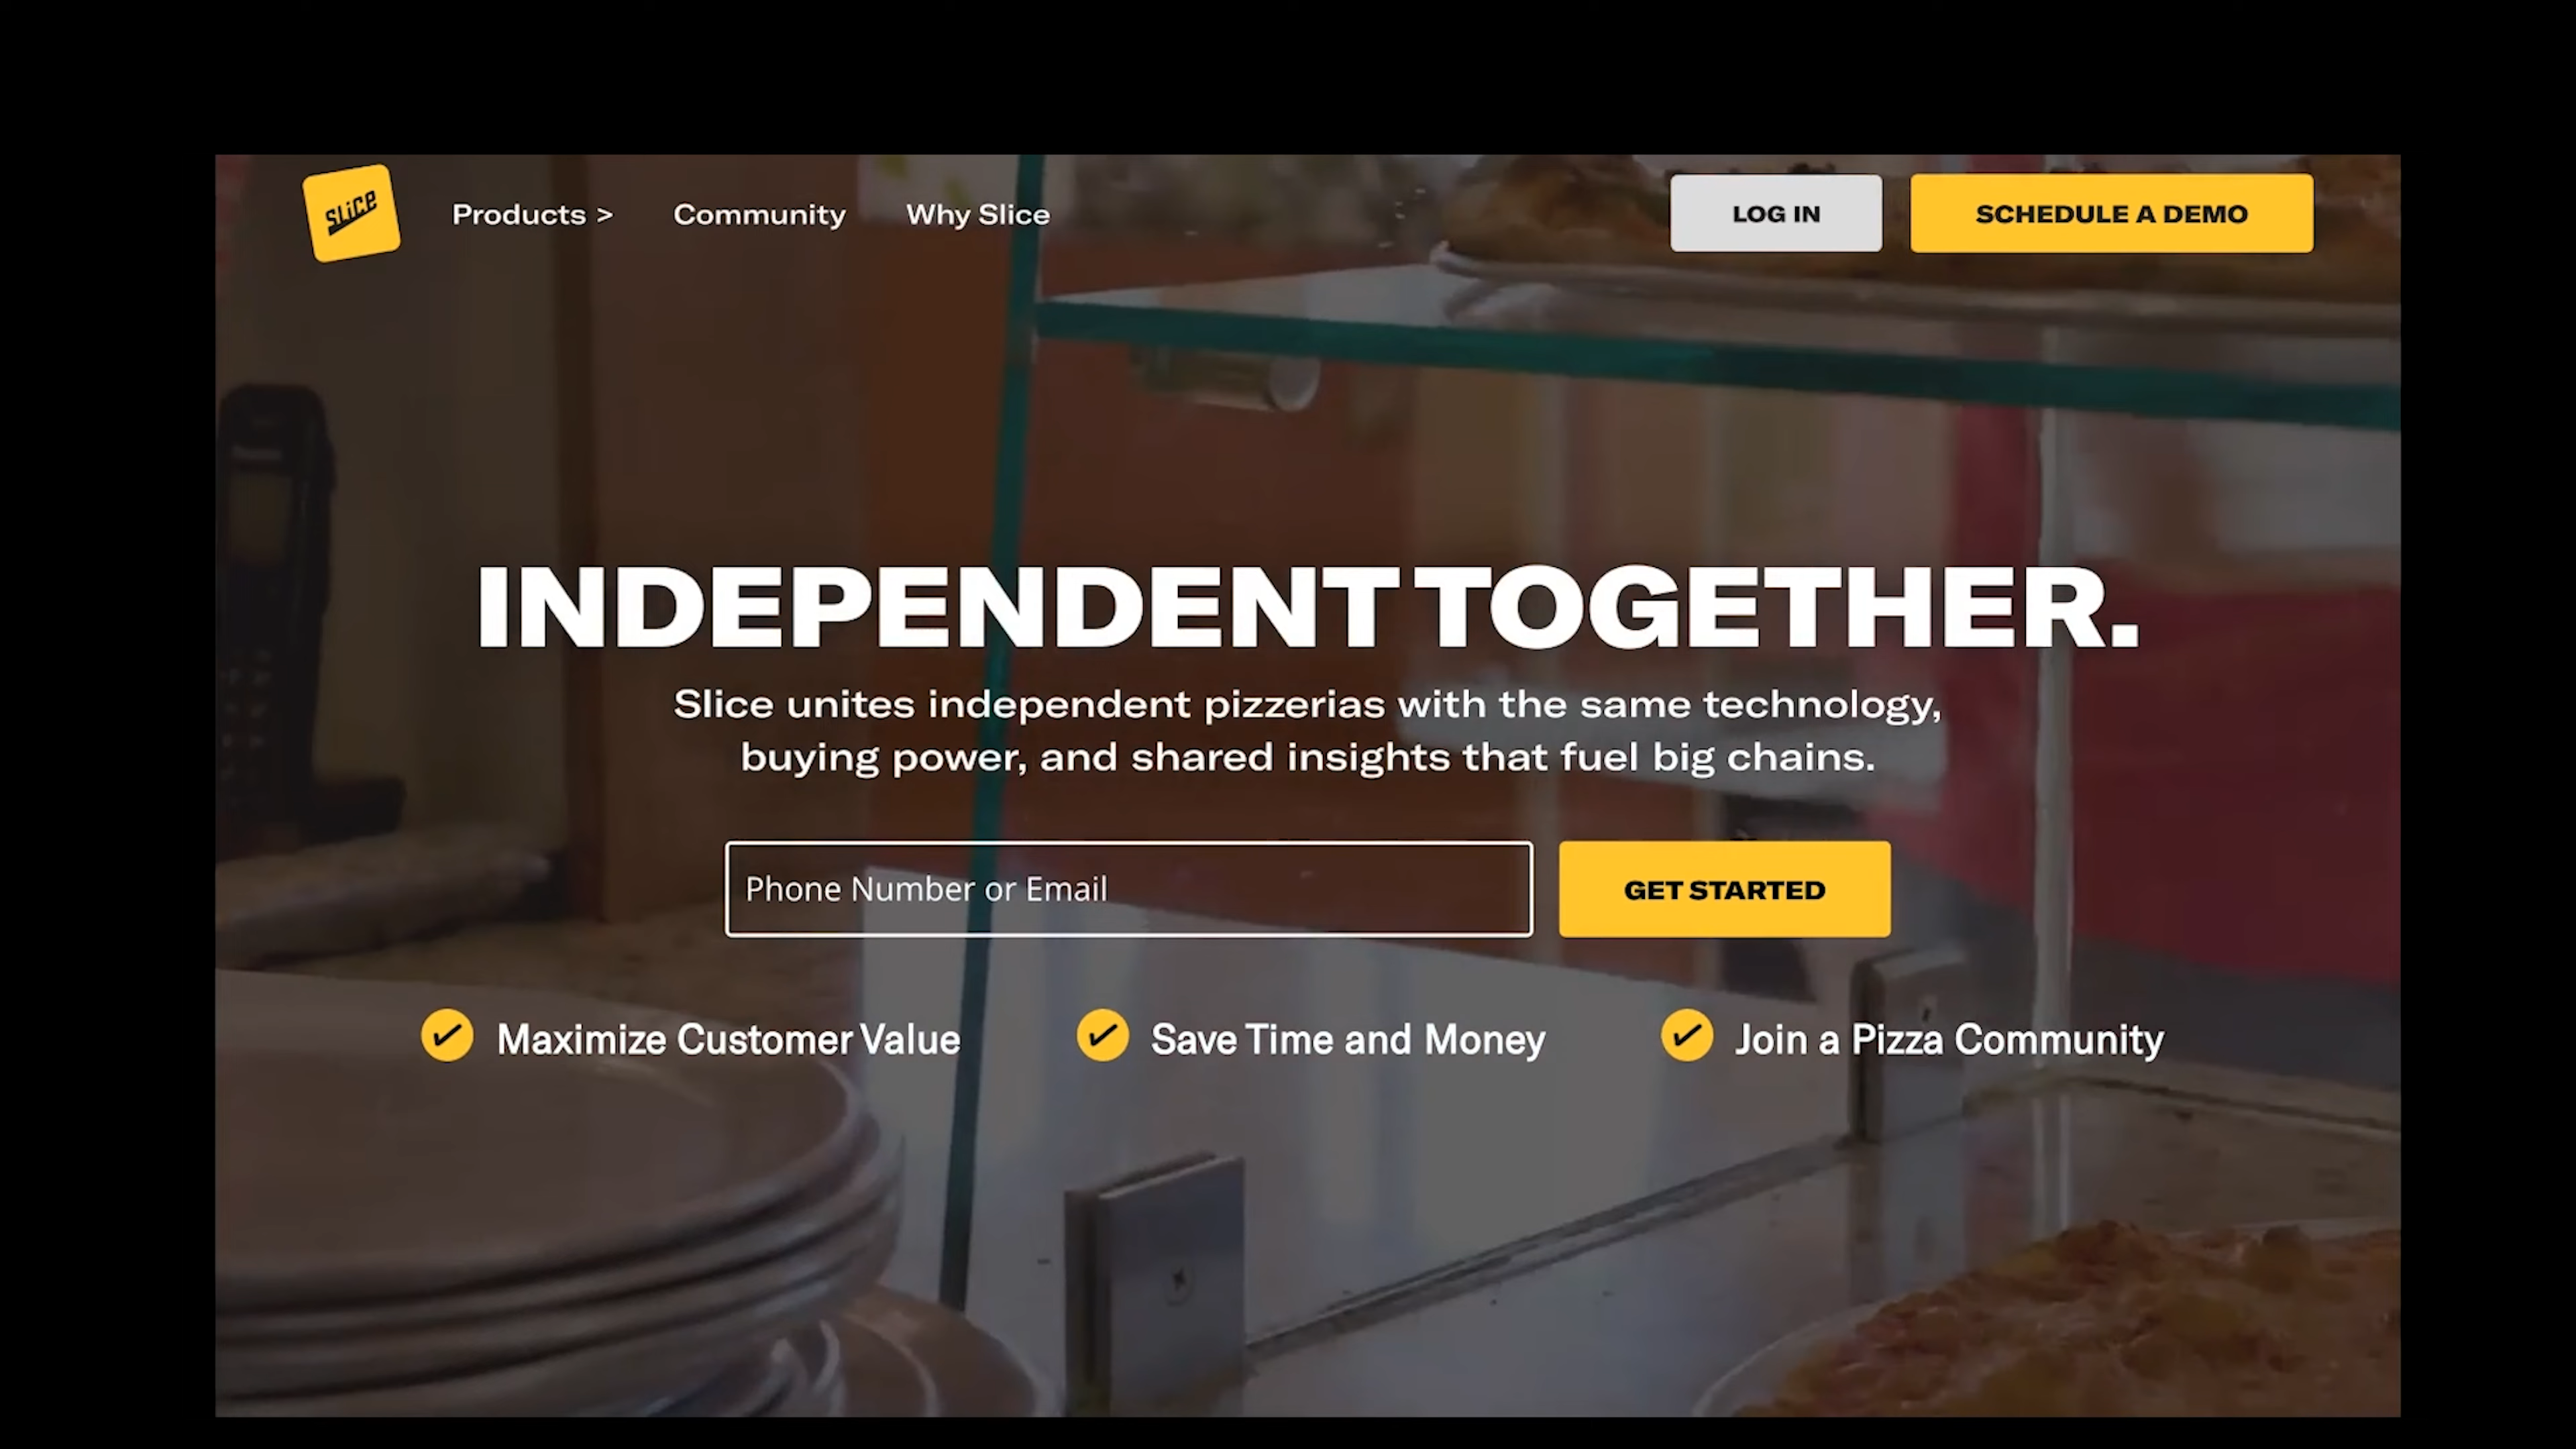 SLiCE
Products >
Community
Why Slice
LOG IN
SCHEDULE A DEMO
INDEPENDENT TOGETHER.
Slice unites independent pizzerias with the same technology,
buying power, and shared insights that fuel big chains.
Phone Number or Email
GET STARTED
Maximize Customer Value
Save Time and Money
Join a Pizza Community